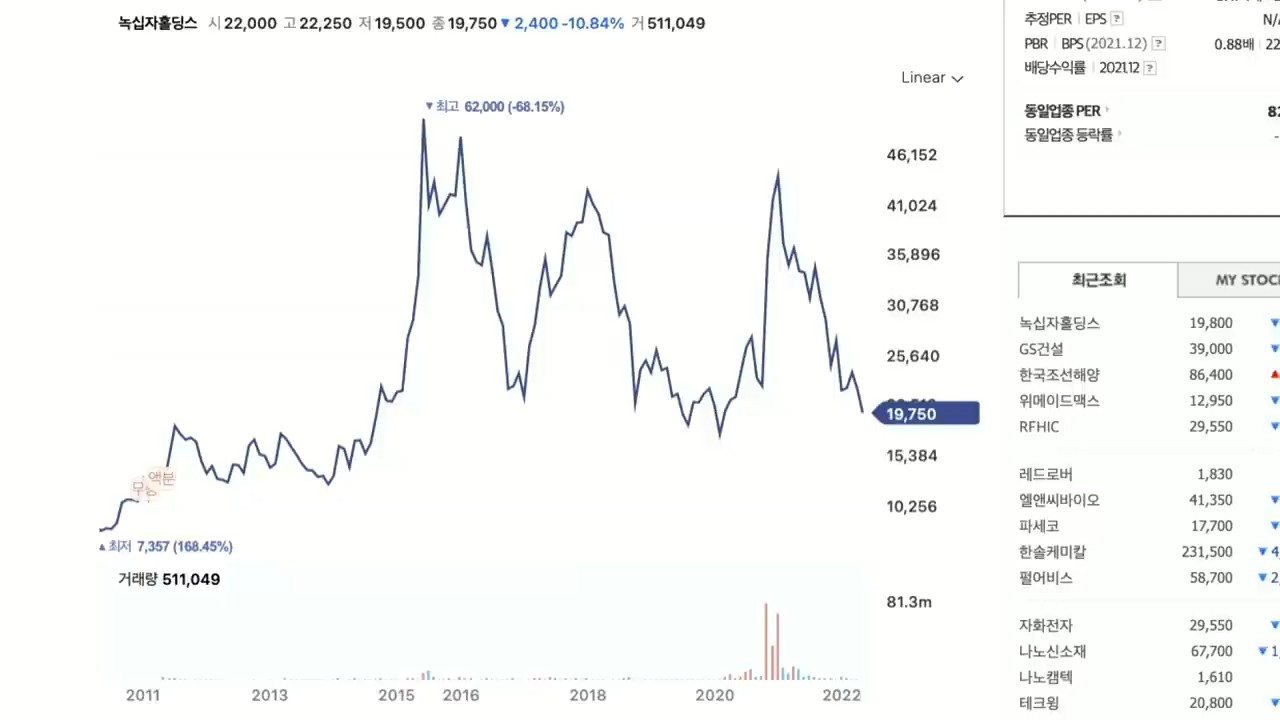 녹십자홀딩스 시 22,000 고 22,250 저 19,500 종 19,750 ▼ 2,400 -10.84% 거 511,049
Linear
▼최고 62,000 (-68.15%)
46,152
41,024
35,896
30,768
25,640
19,750
15,384
10,256
액분
▲최저 7,357 (168.45%)
거래량 511,049
81.3m
2011 2013 2015 2016 2018 2020 2022
추정PER EPS ?
PBR BPS (2021.12) ? 0.88배
배당수익률 2021.12 ?
동일업종 PER
동일업종 등락률
최근조회 MY
녹십자홀딩스 19,800 ▼
GS건설 39,000 ▼
한국조선해양 86,400 ▲
위메이드맥스 12,950 ▼
RFHIC 29,550 ▼
레드로버 1,830
엘앤씨바이오 41,350 ▼
파세코 17,700 ▼
한솔케미칼 231,500 ▼
펄어비스 58,700 ▼
자화전자 29,550 ▼
나노신소재 67,700 ▼
나노캠텍 1,610
테크윙 20,800 ▼